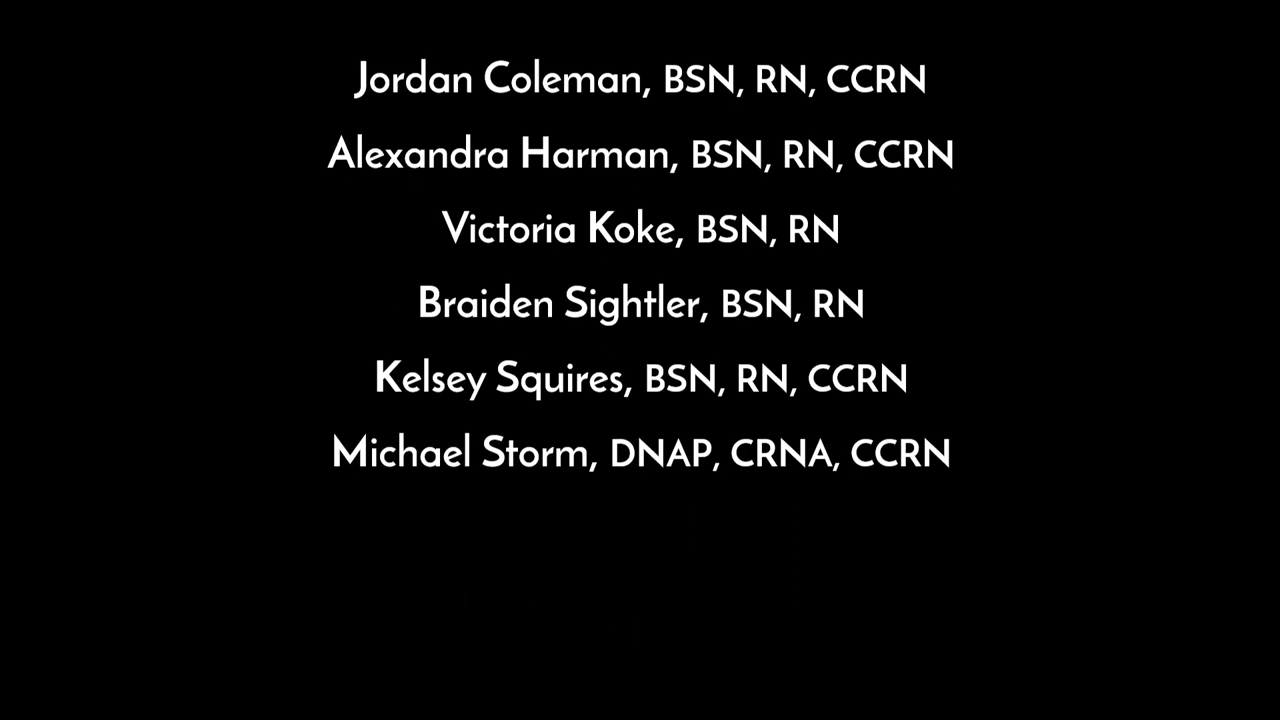 Jordan Coleman, BSN, RN, CCRN
Alexandra Harman, BSN, RN, CCRN
Victoria Koke, BSN, RN
Braiden Sightler, BSN, RN
Kelsey Squires, BSN, RN, CCRN
Michael Storm, DNAP, CRNA, CCRN